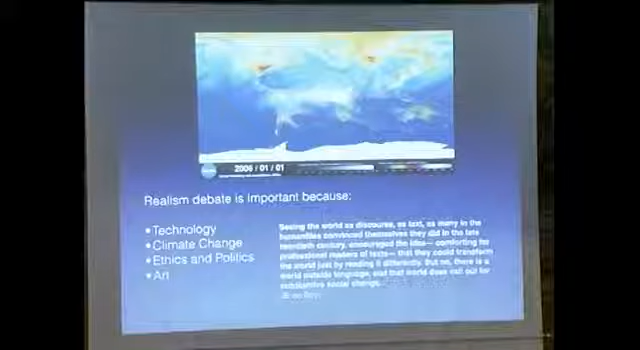 2006 / 01 / 01
Realism debate is important because:
•Technology
•Climate Change
•Ethics and Politics
•Art
Seeing the world as discourse, as text, as many in the
humanities convinced themselves they did in the late
twentieth century, encouraged the idea— comforting for
professional readers of texts— that they could transform
the world just by reading it differently. But no, there is a
world outside language, and that world does call out for
substantive social change.